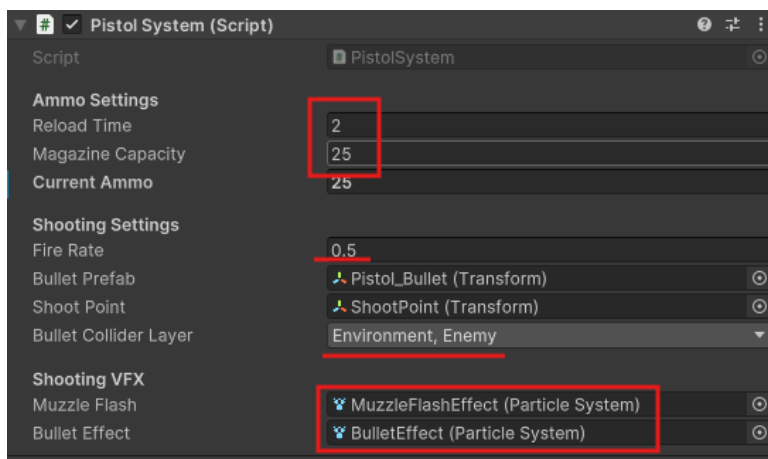 Pistol System (Script)
Script PistolSystem
Ammo Settings
Reload Time 2
Magazine Capacity 25
Current Ammo 25
Shooting Settings
Fire Rate 0.5
Bullet Prefab Pistol_Bullet (Transform)
Shoot Point ShootPoint (Transform)
Bullet Collider Layer Environment, Enemy
Shooting VFX
Muzzle Flash MuzzleFlashEffect (Particle System)
Bullet Effect BulletEffect (Particle System)